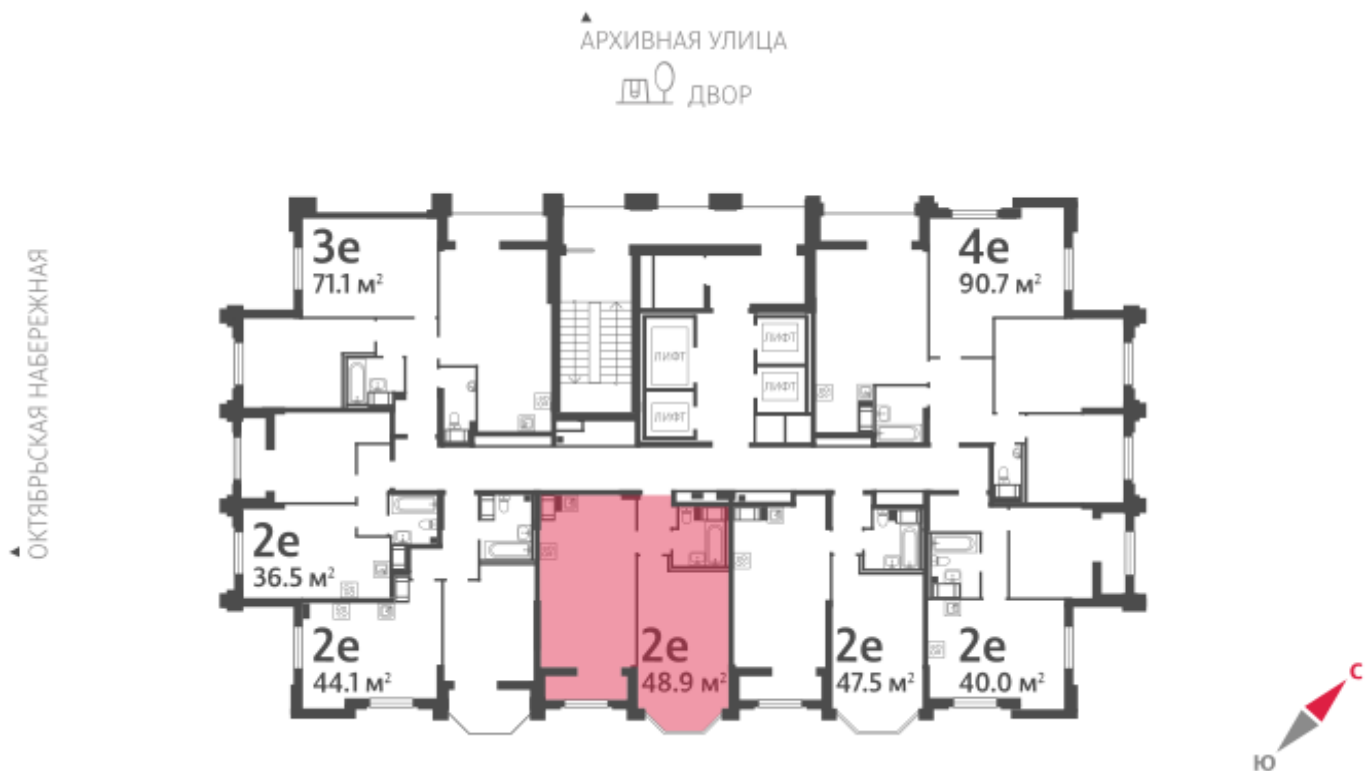 АРХИВНАЯ УЛИЦА
ДВОР
ОКТЯБРЬСКАЯ НАБЕРЕЖНАЯ
3е
71.1 м²
4е
90.7 м²
ЛИФТ
ЛИФТ
ЛИФТ
ЛИФТ
2е
36.5 м²
2е
44.1 м²
2е
48.9 м²
2е
47.5 м²
2е
40.0 м²
С
Ю